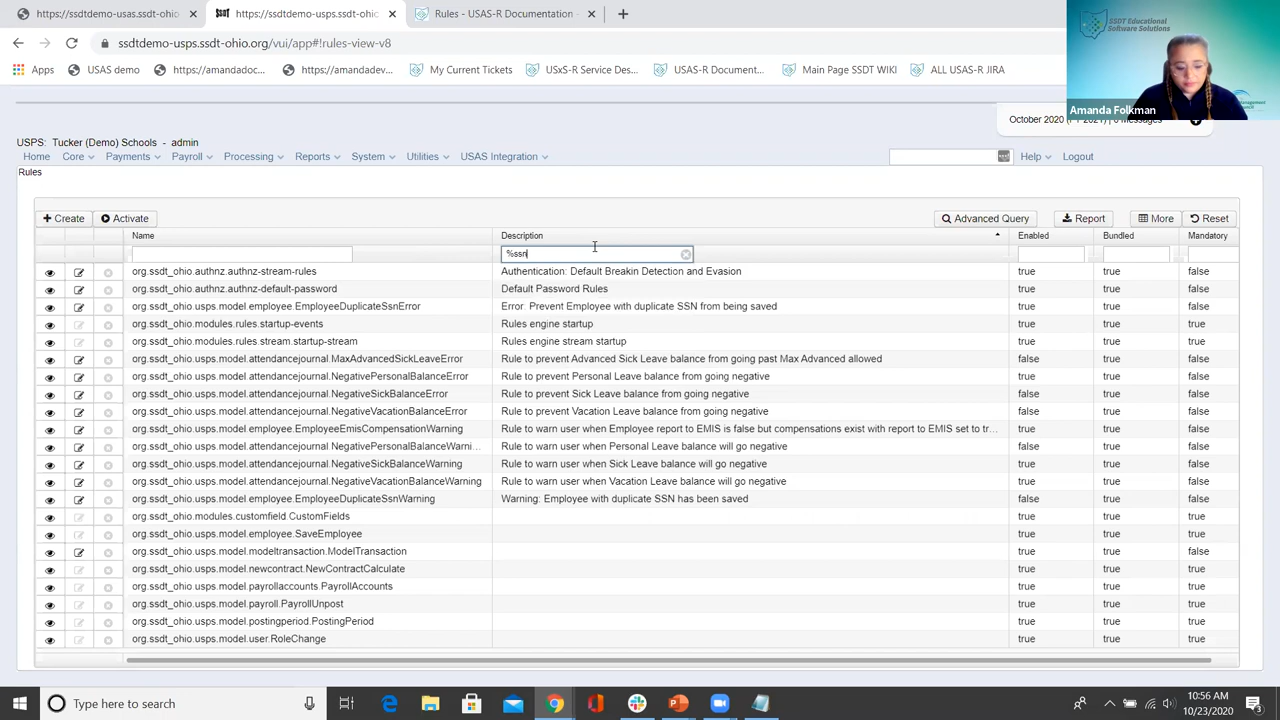 https://ssdtdemo-usas.ssdt-ohio.
https://ssdtdemo-usps.ssdt-ohio.
Rules - USAS-R Documentation -
ssdtdemo-usps.ssdt-ohio.org/vui/app#!rules-view-v8
Apps
USAS demo
https://amandadoc...
https://amandadev...
My Current Tickets
USxS-R Service Des...
USAS-R Document...
Main Page SSDT WIKI
ALL USAS-R JIRA
SSDT Educational
Software Solutions
Amanda Folkman
USPS: Tucker (Demo) Schools - admin
Home Core Payments Payroll Processing Reports System Utilities USAS Integration Help Logout
Rules
Create Activate Advanced Query Report More Reset
Name Description Enabled Bundled Mandatory
%ssn
org.ssdt_ohio.authnz.authnz-stream-rules Authentication: Default Breakin Detection and Evasion true true false
org.ssdt_ohio.authnz.authnz-default-password Default Password Rules true true false
org.ssdt_ohio.usps.model.employee.EmployeeDuplicateSsnError Error: Prevent Employee with duplicate SSN from being saved true true false
org.ssdt_ohio.modules.rules.startup-events Rules engine startup true true true
org.ssdt_ohio.modules.rules.stream.startup-stream Rules engine stream startup true true true
org.ssdt_ohio.usps.model.attendancejournal.MaxAdvancedSickLeaveError Rule to prevent Advanced Sick Leave balance from going past Max Advanced allowed false true false
org.ssdt_ohio.usps.model.attendancejournal.NegativePersonalBalanceError Rule to prevent Personal Leave balance from going negative true true false
org.ssdt_ohio.usps.model.attendancejournal.NegativeSickBalanceError Rule to prevent Sick Leave balance from going negative false true false
org.ssdt_ohio.usps.model.attendancejournal.NegativeVacationBalanceError Rule to prevent Vacation Leave balance from going negative false true false
org.ssdt_ohio.usps.model.employee.EmployeeEmisCompensationWarning Rule to warn user when Employee report to EMIS is false but compensations exist with report to EMIS set to tr... true true false
org.ssdt_ohio.usps.model.attendancejournal.NegativePersonalBalanceWarni... Rule to warn user when Personal Leave balance will go negative false true false
org.ssdt_ohio.usps.model.attendancejournal.NegativeSickBalanceWarning Rule to warn user when Sick Leave balance will go negative true true false
org.ssdt_ohio.usps.model.attendancejournal.NegativeVacationBalanceWarning Rule to warn user when Vacation Leave balance will go negative true true false
org.ssdt_ohio.usps.model.employee.EmployeeDuplicateSsnWarning Warning: Employee with duplicate SSN has been saved false true false
org.ssdt_ohio.modules.customfield.CustomFields true true true
org.ssdt_ohio.usps.model.employee.SaveEmployee true true true
org.ssdt_ohio.usps.model.modeltransaction.ModelTransaction true true false
org.ssdt_ohio.usps.model.newcontract.NewContractCalculate true true true
org.ssdt_ohio.usps.model.payrollaccounts.PayrollAccounts true true true
org.ssdt_ohio.usps.model.payroll.PayrollUnpost true true true
org.ssdt_ohio.usps.model.postingperiod.PostingPeriod true true true
org.ssdt_ohio.usps.model.user.RoleChange true true true
Type here to search
10:56 AM
10/23/2020